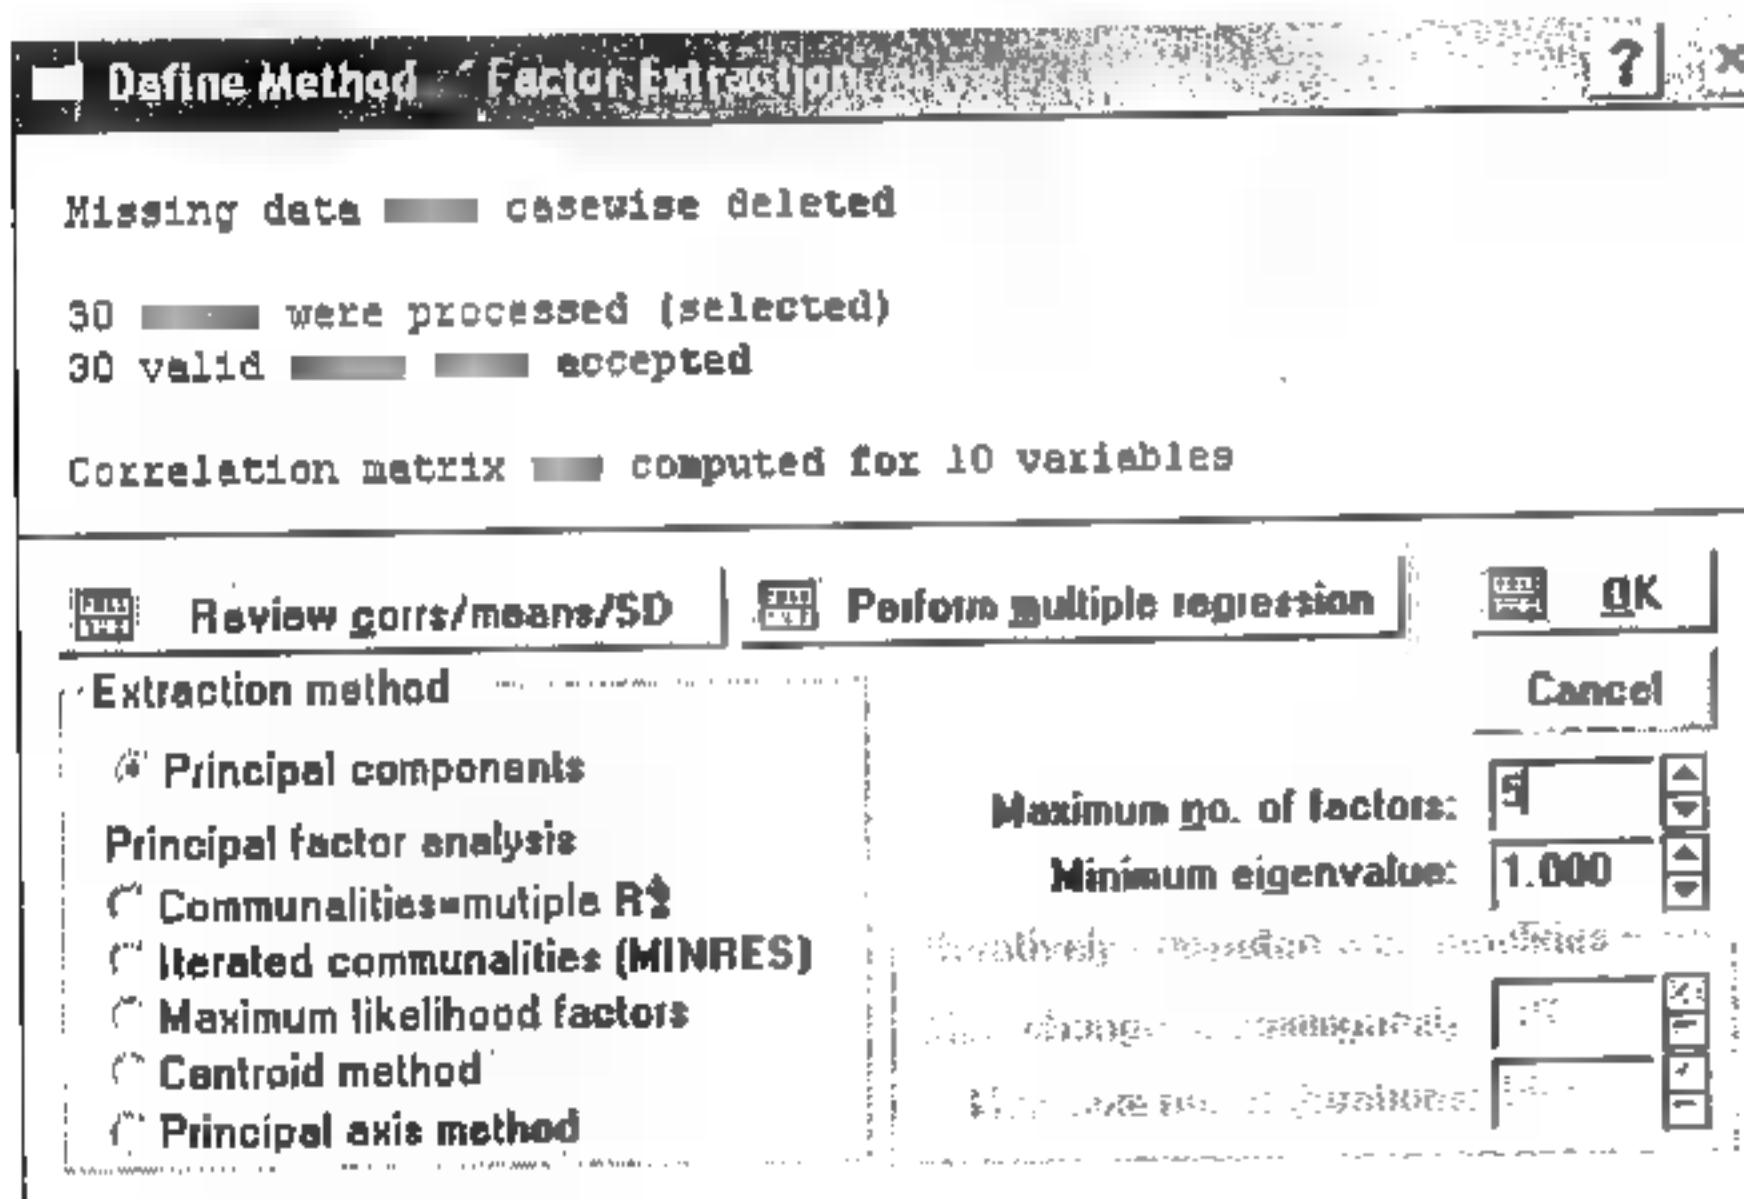 Define Method Factor Extraction ? ×
Missing data casewise deleted
30 were processed (selected)
30 valid accepted
Correlation matrix computed for 10 variables
Review corrs/means/SD Perform multiple regression OK
Cancel
Extraction method
Principal components
Principal factor analysis
Communalities=mutiple R²
Iterated communalities (MINRES)
Maximum likelihood factors
Centroid method
Principal axis method
Maximum no. of factors: 5
Minimum eigenvalue: 1.000